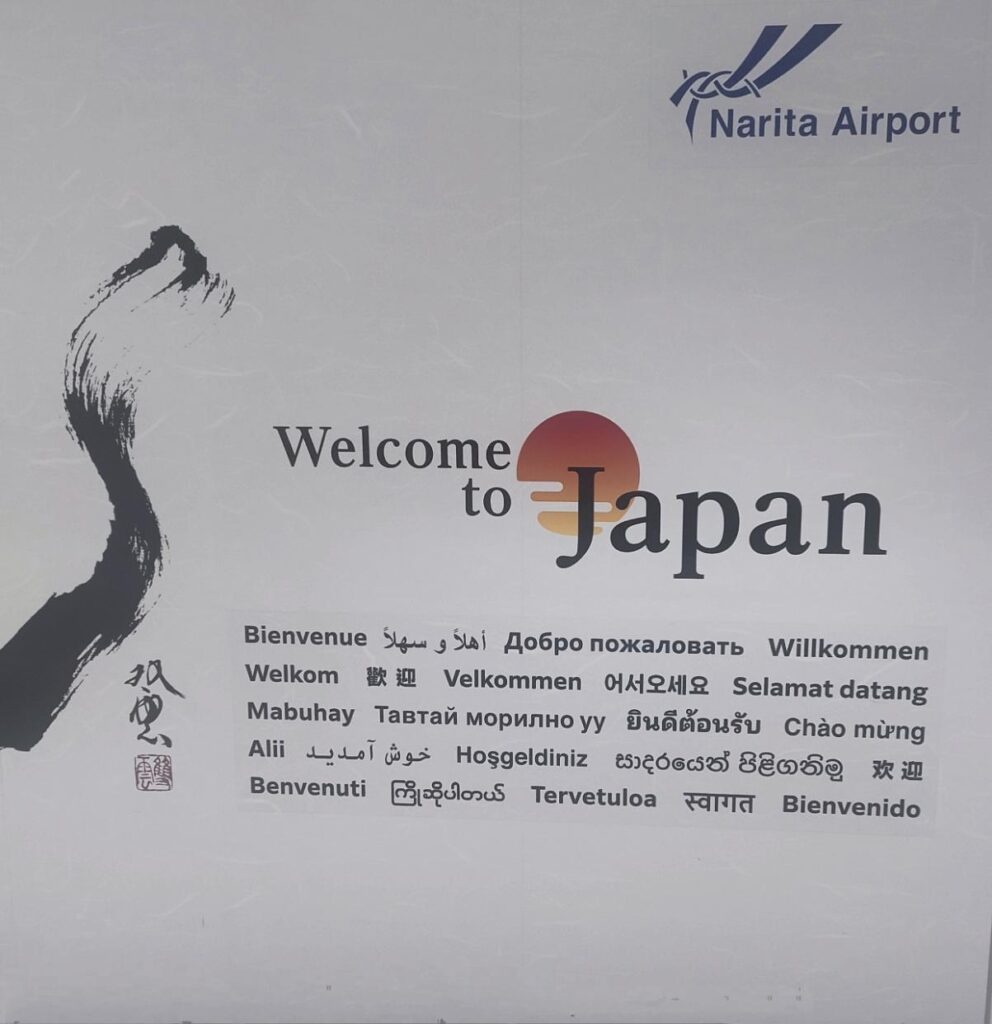 Narita Airport
Welcome
to Japan
Bienvenue أهلاً و سهلاً Добро пожаловать Willkommen
Welkom 歡迎 Velkommen 어서오세요 Selamat datang
Mabuhay Тавтай морилно уу ยินดีต้อนรับ Chào mừng
Alii خوش آمدید Hoşgeldiniz සාදරයෙන් පිළිගනිමු 欢迎
Benvenuti ကြိုဆိုပါတယ် Tervetuloa स्वागत Bienvenido